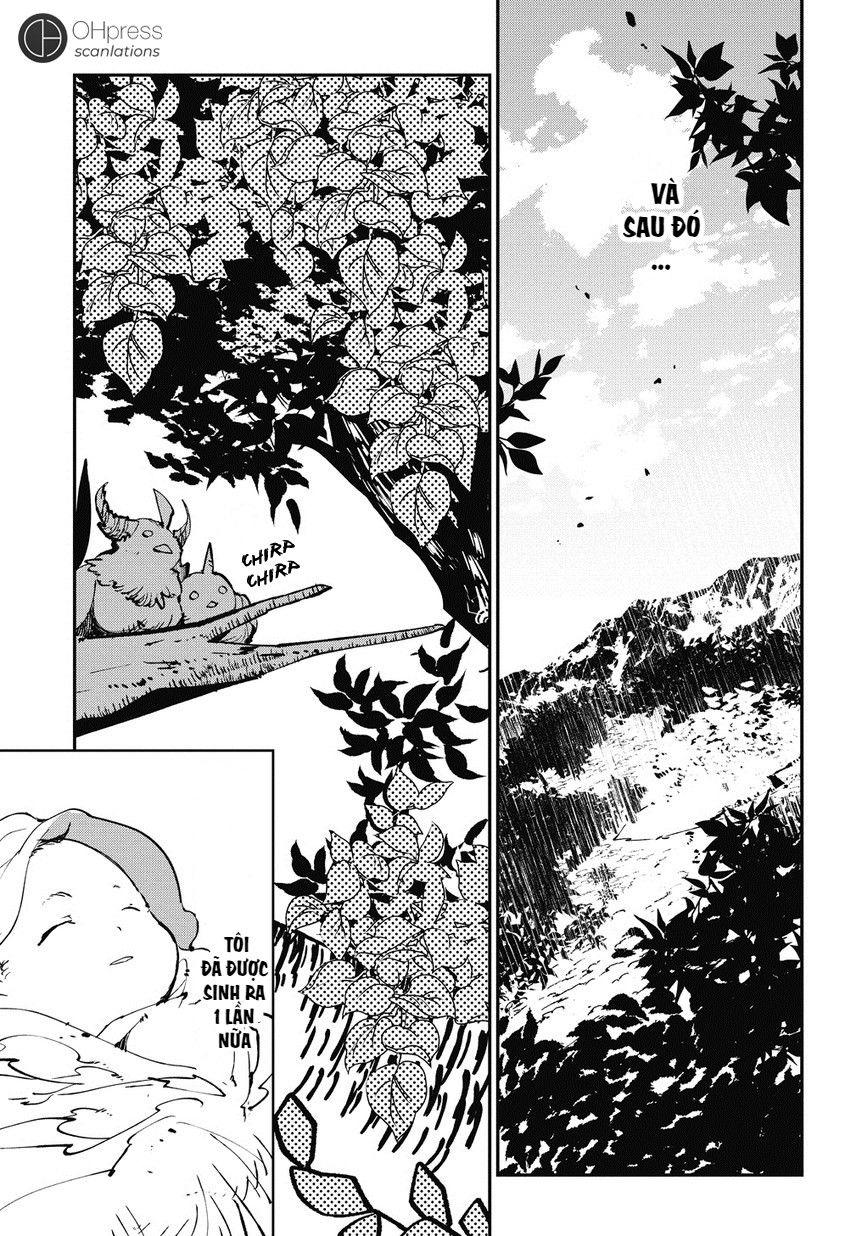 OHpress
scanlations
VÀ
SAU ĐÓ
...
CHIRA
CHIRA
TÔI
ĐÃ ĐƯỢC
SINH RA
1 LẦN
NỮA